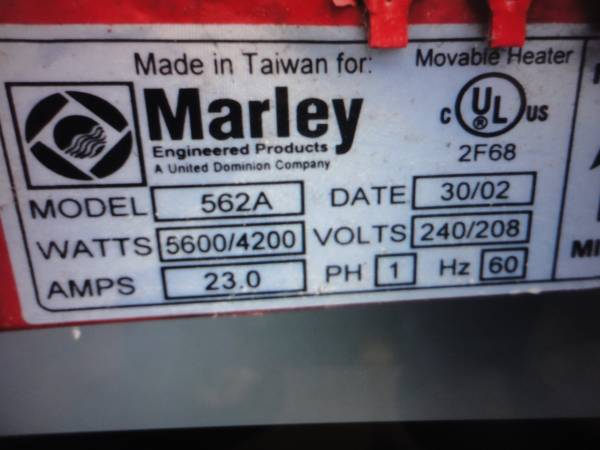 Made in Taiwan for: Movable Heater
Marley
Engineered Products
A United Dominion Company
c UL ® US
2F68
MODEL 562A DATE 30/02
WATTS 5600/4200 VOLTS 240/208
AMPS 23.0 PH 1 Hz 60